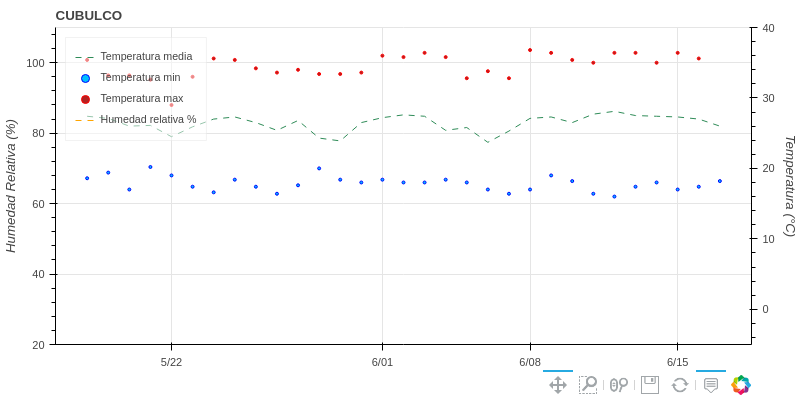 CUBULCO
Temperatura media
Temperatura min
Temperatura max
Humedad relativa %
Humedad Relativa (%)
100
80
60
40
20
Temperatura (°C)
40
30
20
10
0
5/22
6/01
6/08
6/15